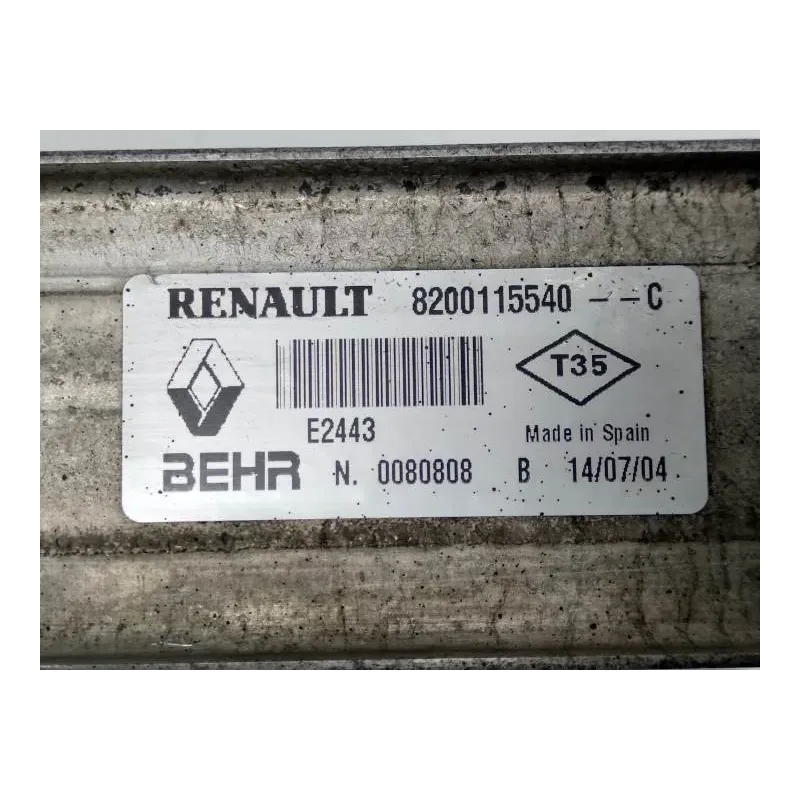 RENAULT 8200115540 - - C
T35
E2443 Made in Spain
BEHR N. 0080808 B 14/07/04